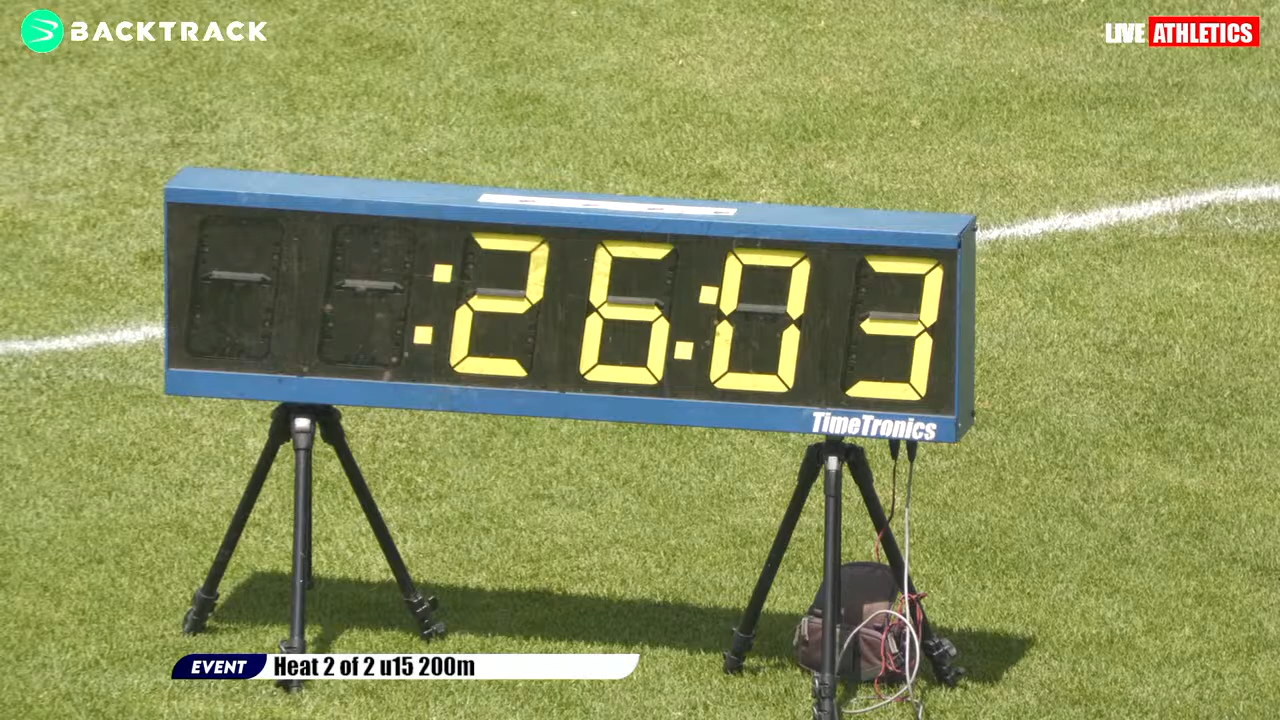 BACKTRACK
LIVE ATHLETICS
:26:03
TimeTronics
EVENT Heat 2 of 2 u15 200m